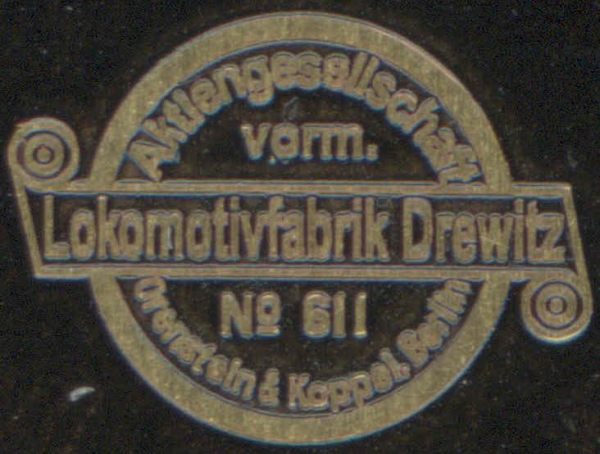 Aktiengesellschaft
vorm.
Lokomotivfabrik Drewitz
No 611
Orenstein & Koppel, Berlin